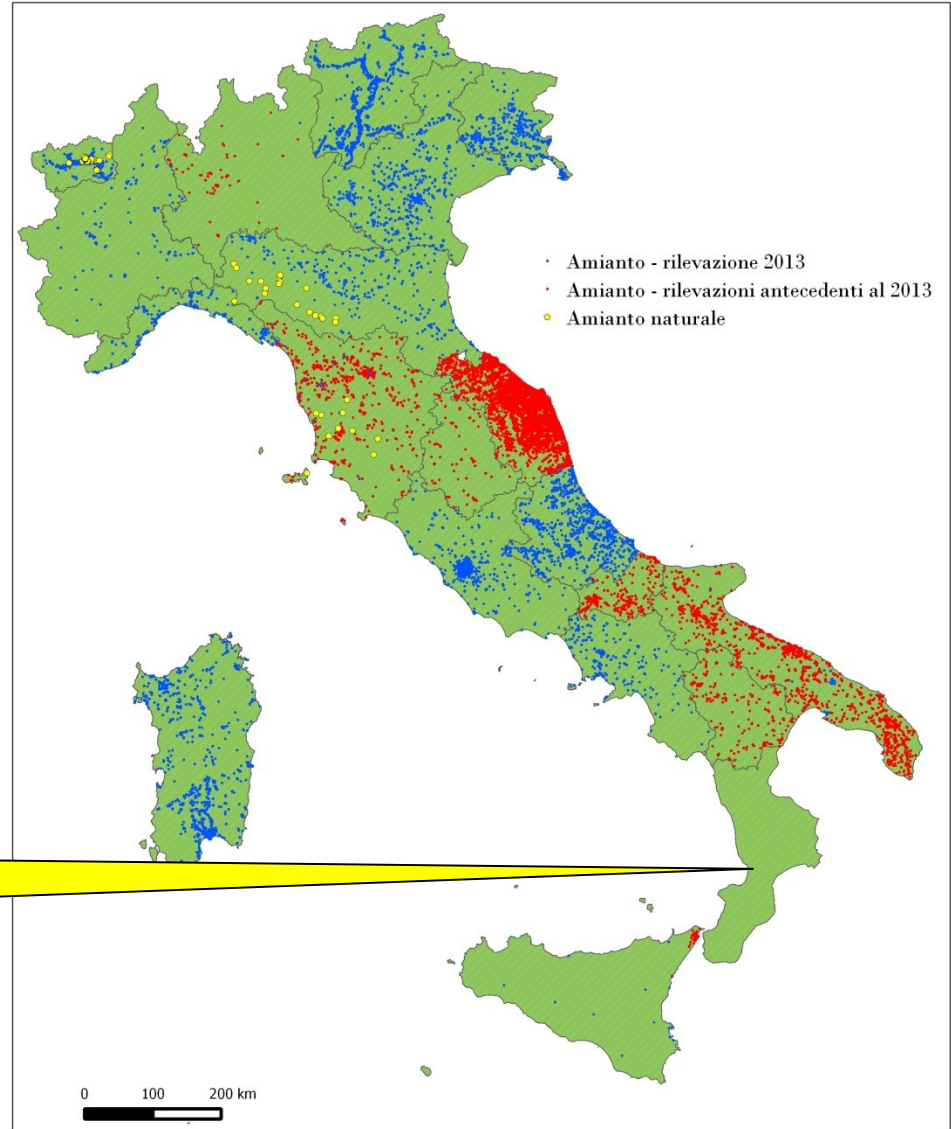 Amianto - rilevazione 2013
Amianto - rilevazioni antecedenti al 2013
Amianto naturale
0 100 200 km